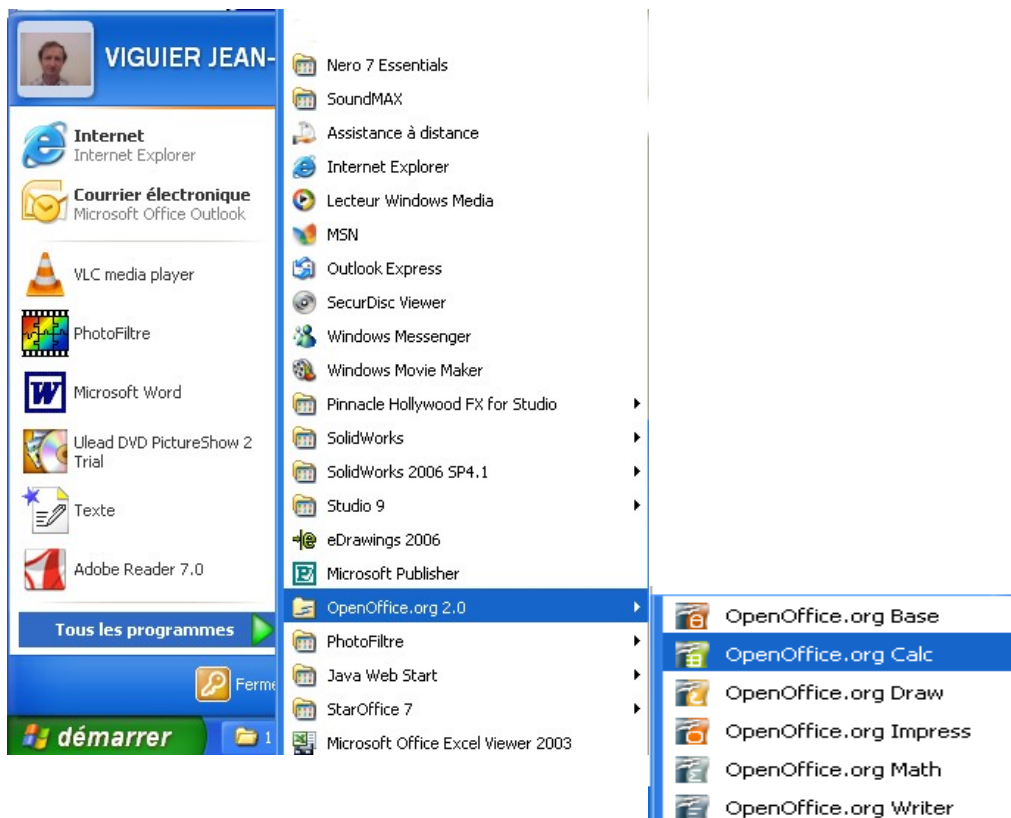 VIGUIER JEAN-
Internet
Internet Explorer
Courrier électronique
Microsoft Office Outlook
VLC media player
PhotoFiltre
Microsoft Word
Ulead DVD PictureShow 2
Trial
Texte
Adobe Reader 7.0
Tous les programmes
Ferme
démarrer
1
Nero 7 Essentials
SoundMAX
Assistance à distance
Internet Explorer
Lecteur Windows Media
MSN
Outlook Express
SecurDisc Viewer
Windows Messenger
Windows Movie Maker
Pinnacle Hollywood FX for Studio
SolidWorks
SolidWorks 2006 SP4.1
Studio 9
eDrawings 2006
Microsoft Publisher
OpenOffice.org 2.0
PhotoFiltre
Java Web Start
StarOffice 7
Microsoft Office Excel Viewer 2003
OpenOffice.org Base
OpenOffice.org Calc
OpenOffice.org Draw
OpenOffice.org Impress
OpenOffice.org Math
OpenOffice.org Writer